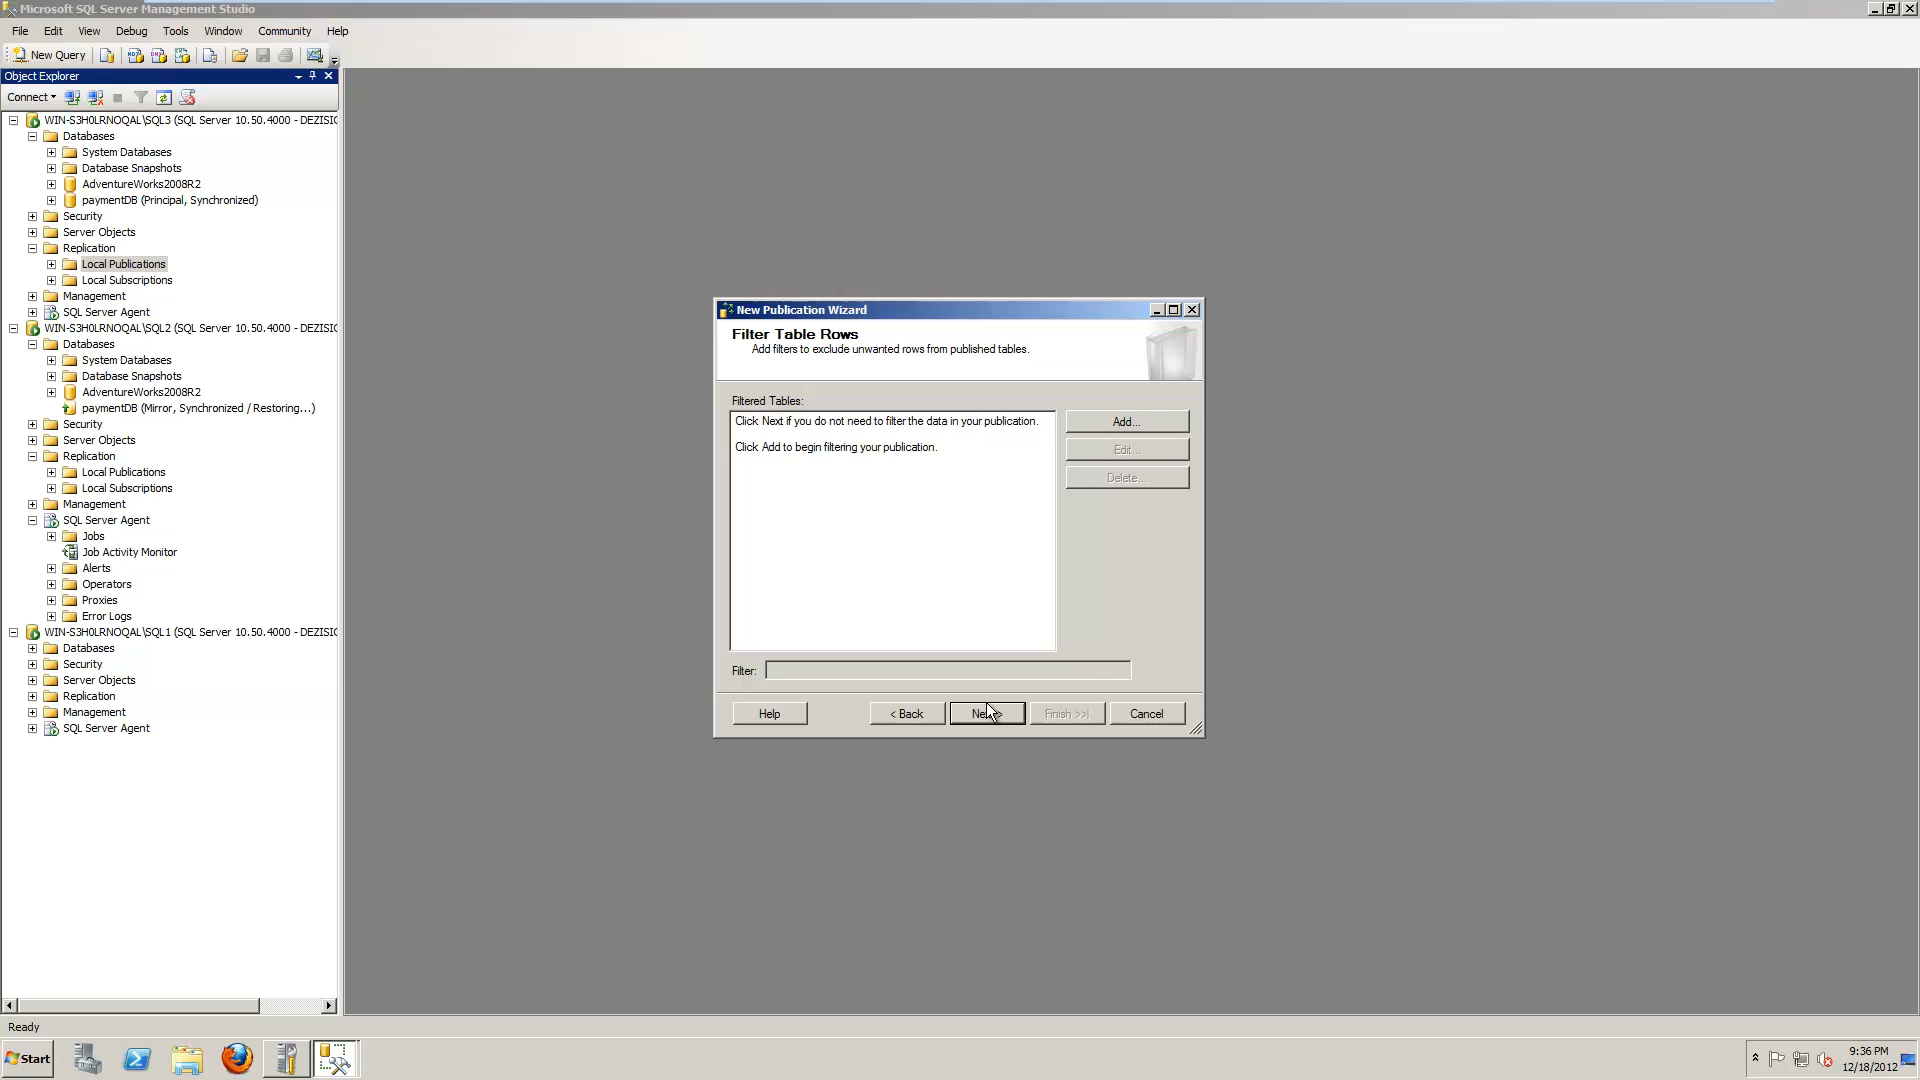 Microsoft SQL Server Management Studio
File Edit View Debug Tools Window Community Help
New Query
Object Explorer
Connect
WIN-S3H0LRNOQAL\SQL3 (SQL Server 10.50.4000 - DEZISIO
Databases
System Databases
Database Snapshots
AdventureWorks2008R2
paymentDB (Principal, Synchronized)
Security
Server Objects
Replication
Local Publications
Local Subscriptions
Management
SQL Server Agent
WIN-S3H0LRNOQAL\SQL2 (SQL Server 10.50.4000 - DEZISIO
Databases
System Databases
Database Snapshots
AdventureWorks2008R2
paymentDB (Mirror, Synchronized / Restoring...)
Security
Server Objects
Replication
Local Publications
Local Subscriptions
Management
SQL Server Agent
Jobs
Job Activity Monitor
Alerts
Operators
Proxies
Error Logs
WIN-S3H0LRNOQAL\SQL1 (SQL Server 10.50.4000 - DEZISIO
Databases
Security
Server Objects
Replication
Management
SQL Server Agent
New Publication Wizard
Filter Table Rows
Add filters to exclude unwanted rows from published tables.
Filtered Tables:
Click Next if you do not need to filter the data in your publication.
Click Add to begin filtering your publication.
Add...
Edit...
Delete...
Filter:
Help < Back Finish >>| Cancel
Ready
Start
9:36 PM
12/18/2012